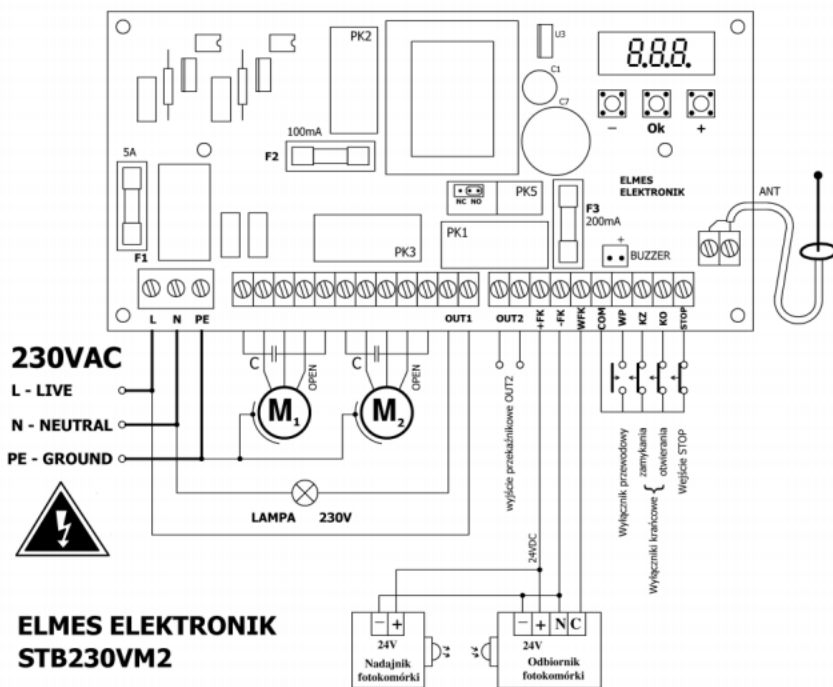 PK2
U3
8.8.8.
C1
C7
− Ok +
100mA
F2
5A
F1
ELMES
ELEKTRONIK
ANT
NC NO
PK5
F3
200mA
PK3
PK1
+
BUZZER
L N PE
OUT1
OUT2 +FK -FK WFK COM WP KZ KO STOP
230VAC
L - LIVE
N - NEUTRAL
PE - GROUND
C
OPEN
M1
C
OPEN
M2
LAMPA 230V
wyjście przekaźnikowe OUT2
24VDC
Wyłącznik przewodowy
zamykania
otwierania
Wyłączniki krańcowe
Wejście STOP
ELMES ELEKTRONIK
STB230VM2
− +
24V
Nadajnik
fotokomórki
− + N C
24V
Odbiornik
fotokomórki